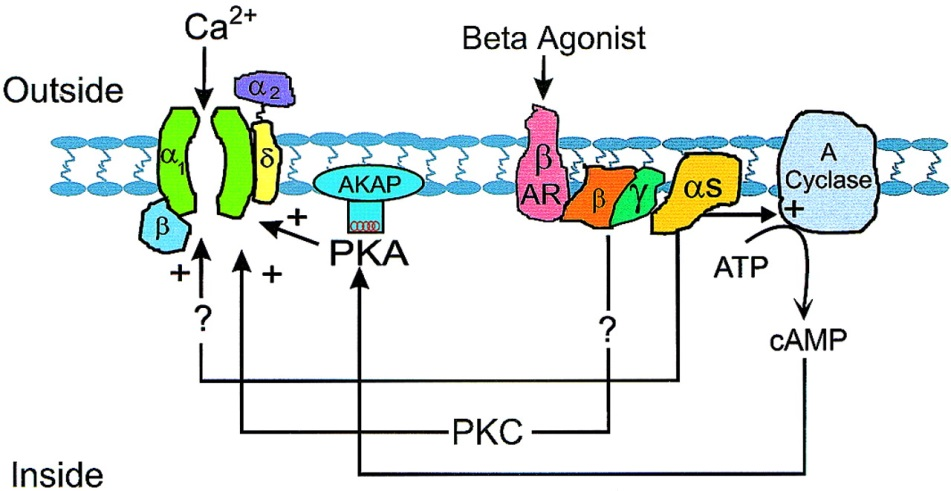 Ca2+
Beta Agonist
Outside
α2
α1
δ
β
AKAP
β
AR
β
γ
αS
A
Cyclase
+
+
PKA
ATP
+
+
?
?
cAMP
PKC
Inside